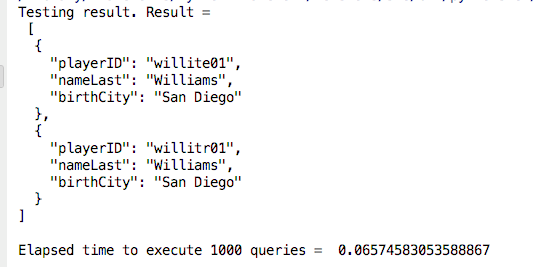 Testing result. Result =
[
{
"playerID": "willite01",
"nameLast": "Williams",
"birthCity": "San Diego"
},
{
"playerID": "willitr01",
"nameLast": "Williams",
"birthCity": "San Diego"
}
]
Elapsed time to execute 1000 queries = 0.06574583053588867